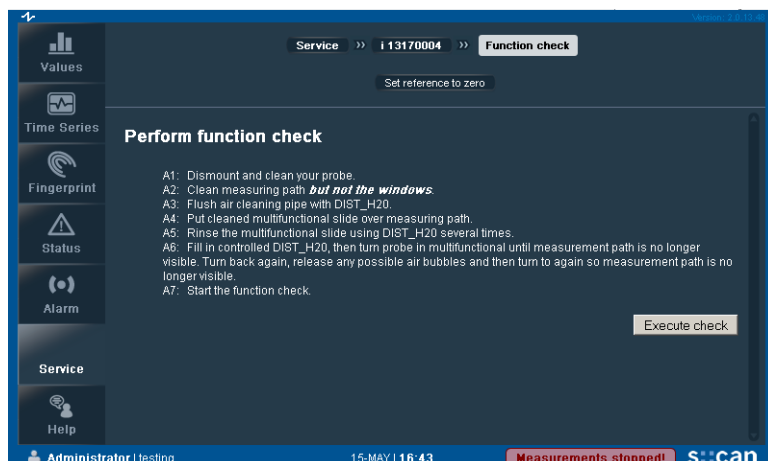 Version: 2.0 13.40
Service » i 13170004 » Function check
Set reference to zero
Values
Time Series
Fingerprint
Status
Alarm
Service
Help
Perform function check
A1: Dismount and clean your probe.
A2: Clean measuring path but not the windows.
A3: Flush air cleaning pipe with DIST_H20.
A4: Put cleaned multifunctional slide over measuring path.
A5: Rinse the multifunctional slide using DIST_H20 several times.
A6: Fill in controlled DIST_H20, then turn probe in multifunctional until measurement path is no longer
visible. Turn back again, release any possible air bubbles and then turn to again so measurement path is no
longer visible.
A7: Start the function check.
Execute check
Administrator | testing
15-MAY | 16:43
Measurements stopped!
s::can